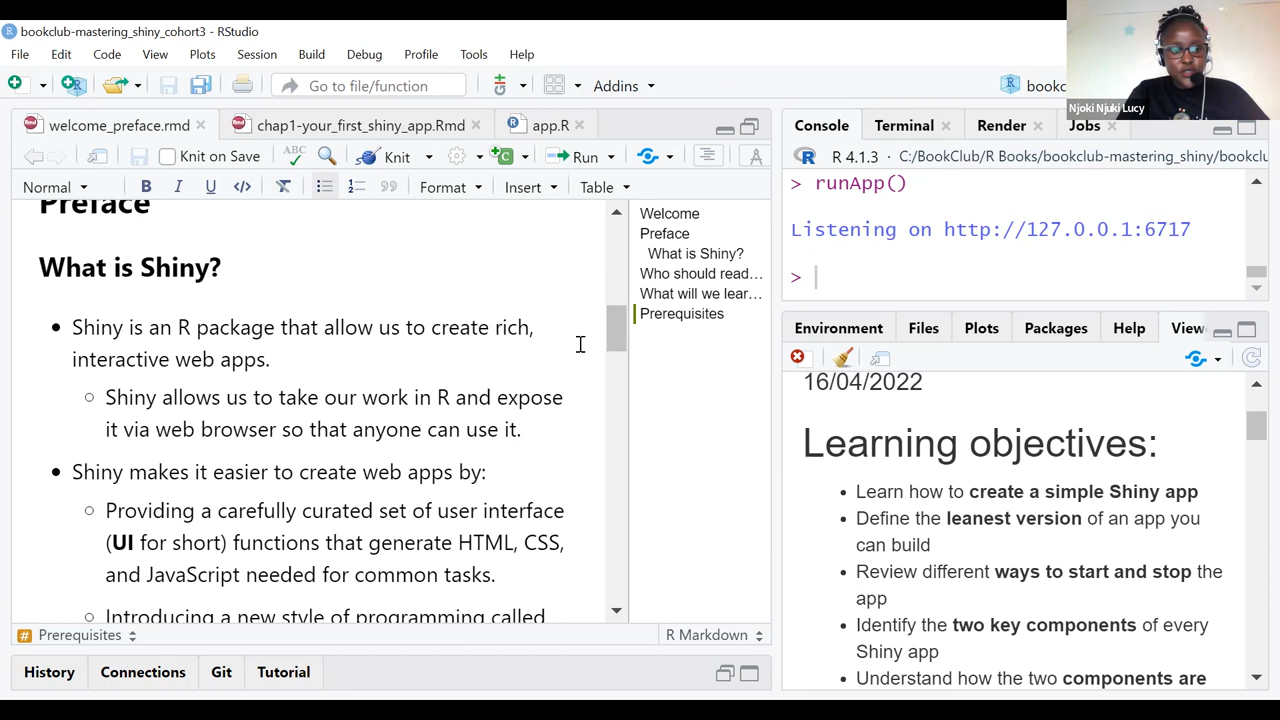 bookclub-mastering_shiny_cohort3 - RStudio
File Edit Code View Plots Session Build Debug Profile Tools Help
Go to file/function
Addins
bookc
Njoki Njuki Lucy
welcome_preface.rmd
chap1-your_first_shiny_app.Rmd
app.R
Knit on Save
ABC
Knit
Run
Normal
B I U
Format
Insert
Table
Preface
What is Shiny?
Shiny is an R package that allow us to create rich,
interactive web apps.
Shiny allows us to take our work in R and expose
it via web browser so that anyone can use it.
Shiny makes it easier to create web apps by:
Providing a carefully curated set of user interface
(UI for short) functions that generate HTML, CSS,
and JavaScript needed for common tasks.
Introducing a new style of programming called
Welcome
Preface
What is Shiny?
Who should read...
What will we lear...
Prerequisites
# Prerequisites
R Markdown
History Connections Git Tutorial
Console Terminal Render Jobs
R 4.1.3 · C:/BookClub/R Books/bookclub-mastering_shiny/bookclu
> runApp()
Listening on http://127.0.0.1:6717
>
Environment Files Plots Packages Help View
16/04/2022
Learning objectives:
Learn how to create a simple Shiny app
Define the leanest version of an app you
can build
Review different ways to start and stop the
app
Identify the two key components of every
Shiny app
Understand how the two components are